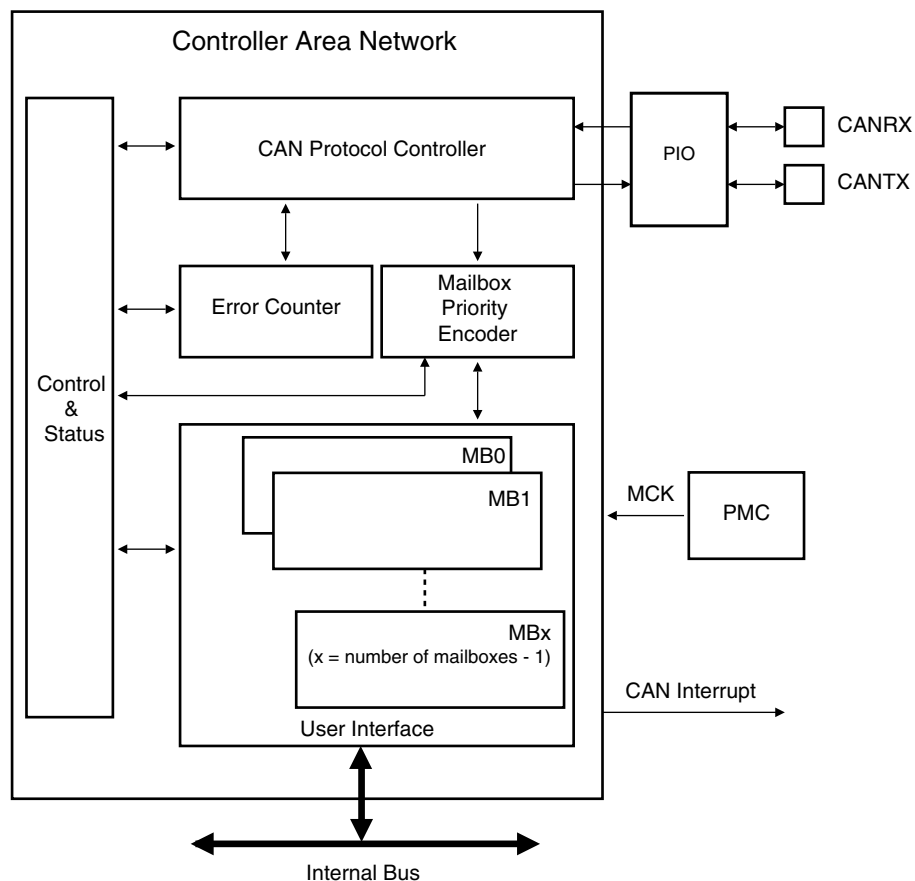 Controller Area Network
CAN Protocol Controller
PIO
CANRX
CANTX
Error Counter
Mailbox
Priority
Encoder
Control
&
Status
MB0
MB1
MCK
PMC
MBx
(x = number of mailboxes - 1)
CAN Interrupt
User Interface
Internal Bus